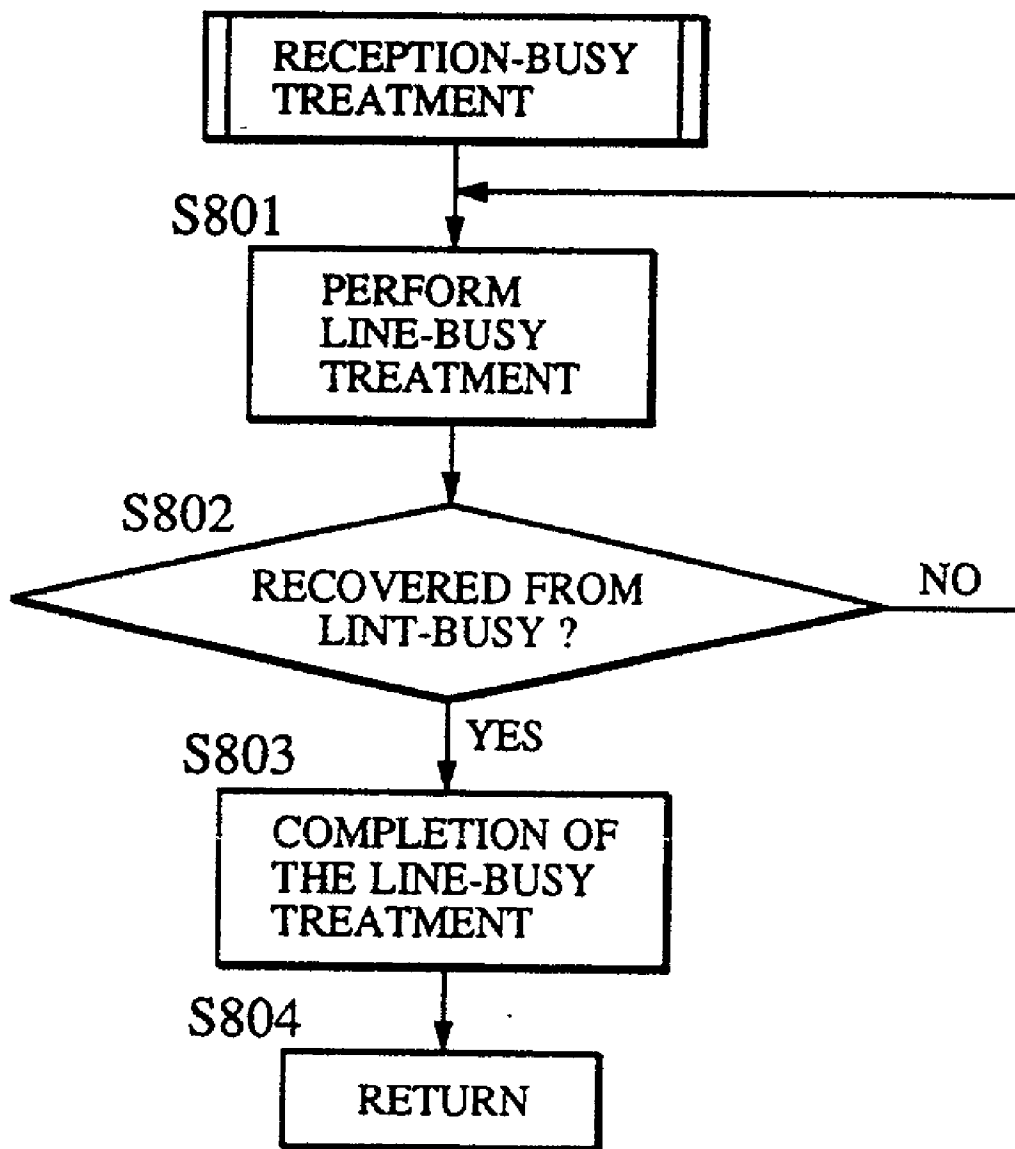 RECEPTION-BUSY
TREATMENT
S801
PERFORM
LINE-BUSY
TREATMENT
S802
RECOVERED FROM
LINT-BUSY ?
NO
YES
S803
COMPLETION OF
THE LINE-BUSY
TREATMENT
S804
RETURN